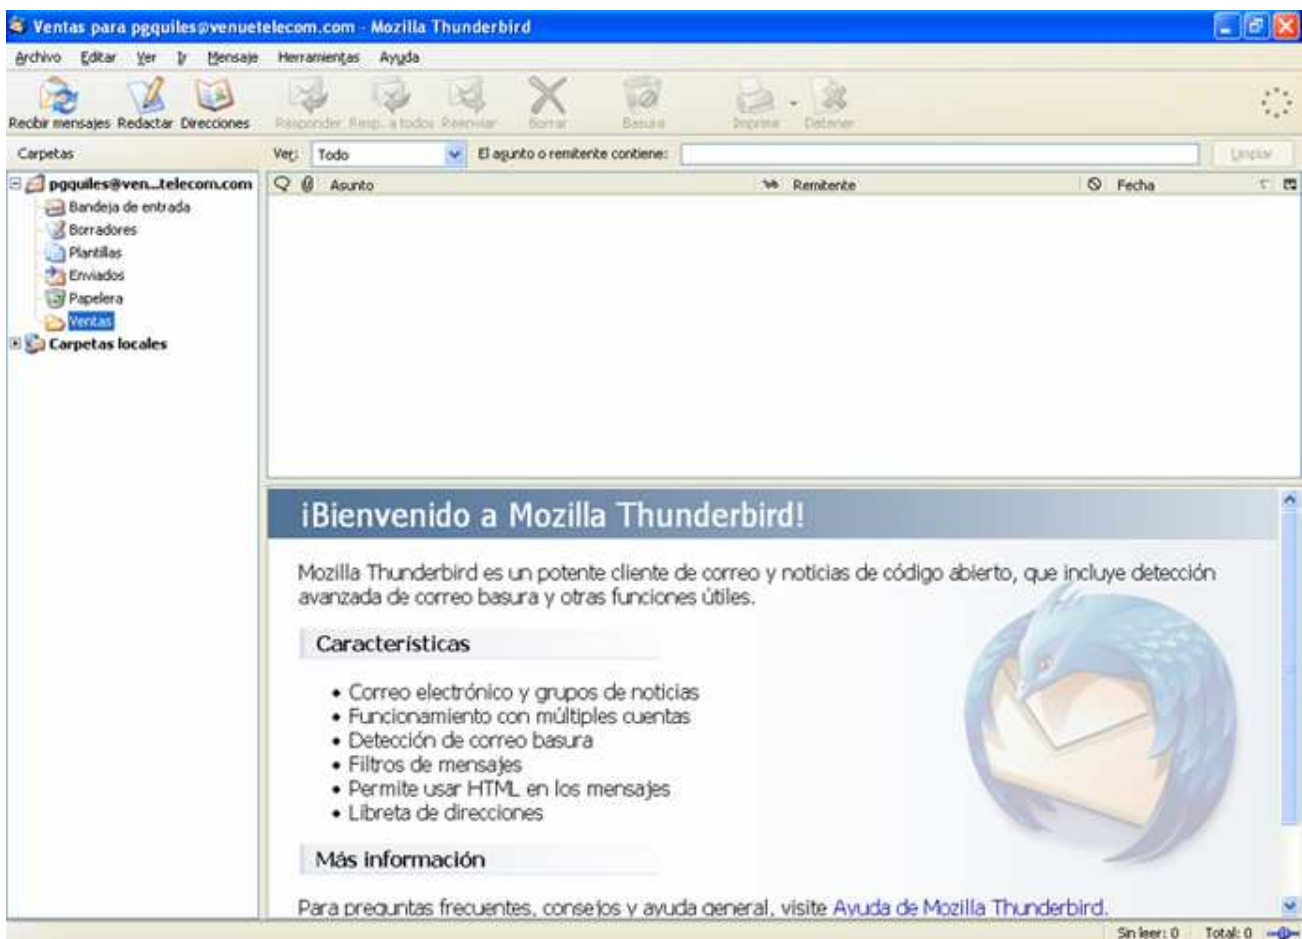 Ventas para pgquiles@venuetelecom.com - Mozilla Thunderbird
Archivo Editar Ver Ir Mensaje Herramientas Ayuda
Recibir mensajes Redactar Direcciones Responder Resp. a todos Reenviar Borrar Basura Imprimir Detener
Carpetas Ver: Todo El asunto o remitente contiene: Limpiar
pgquiles@ven...telecom.com Asunto Remitente Fecha
Bandeja de entrada
Borradores
Plantillas
Enviados
Papelera
Ventas
Carpetas locales
¡Bienvenido a Mozilla Thunderbird!
Mozilla Thunderbird es un potente cliente de correo y noticias de código abierto, que incluye detección
avanzada de correo basura y otras funciones útiles.
Características
• Correo electrónico y grupos de noticias
• Funcionamiento con múltiples cuentas
• Detección de correo basura
• Filtros de mensajes
• Permite usar HTML en los mensajes
• Libreta de direcciones
Más información
Para preguntas frecuentes, consejos y ayuda general, visite Ayuda de Mozilla Thunderbird.
Sin leer: 0 Total: 0